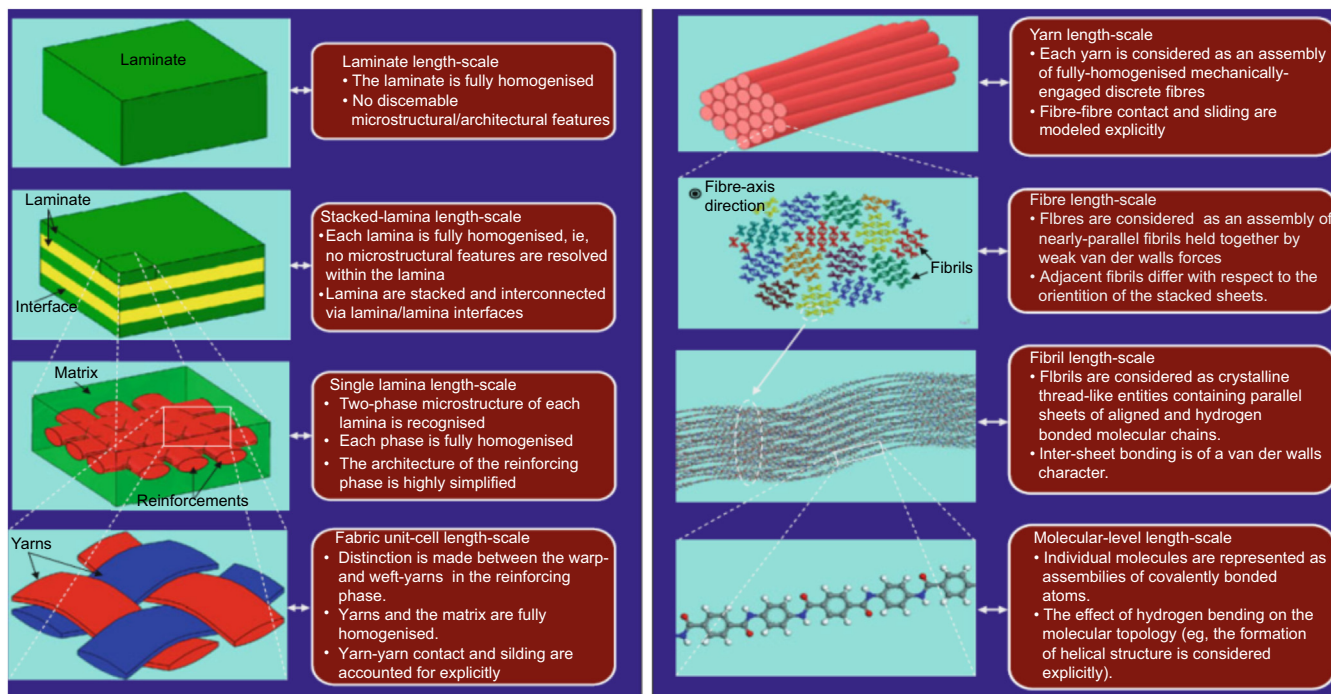 Laminate
Laminate length-scale
• The laminate is fully homogenised
• No discemable
microstructural/architectural features
Laminate
Interface
Stacked-lamina length-scale
•Each lamina is fully homogenised, ie,
no microstructural features are resolved
within the lamina
•Lamina are stacked and interconnected
via lamina/lamina interfaces
Matrix
Reinforcements
Single lamina length-scale
• Two-phase microstructure of each
lamina is recognised
• Each phase is fully homogenised
• The architecture of the reinforcing
phase is highly simplified
Yarns
Fabric unit-cell length-scale
• Distinction is made between the warp-
and weft-yarns in the reinforcing
phase.
• Yarns and the matrix are fully
homogenised.
• Yarn-yarn contact and silding are
accounted for explicitly
Yarn length-scale
• Each yarn is considered as an assembly
of fully-homogenised mechanically-
engaged discrete fibres
• Fibre-fibre contact and sliding are
modeled explicitly
Fibre-axis
direction
Fibrils
Fibre length-scale
• Flbres are considered as an assembly of
nearly-parallel fibrils held together by
weak van der walls forces
• Adjacent fibrils differ with respect to the
orientition of the stacked sheets.
Fibril length-scale
• Flbrils are considered as crystalline
thread-like entities containing parallel
sheets of aligned and hydrogen
bonded molecular chains.
• Inter-sheet bonding is of a van der walls
character.
Molecular-level length-scale
• Individual molecules are represented as
assembilies of covalently bonded
atoms.
• The effect of hydrogen bending on the
molecular topology (eg, the formation
of helical structure is considered
explicitly).